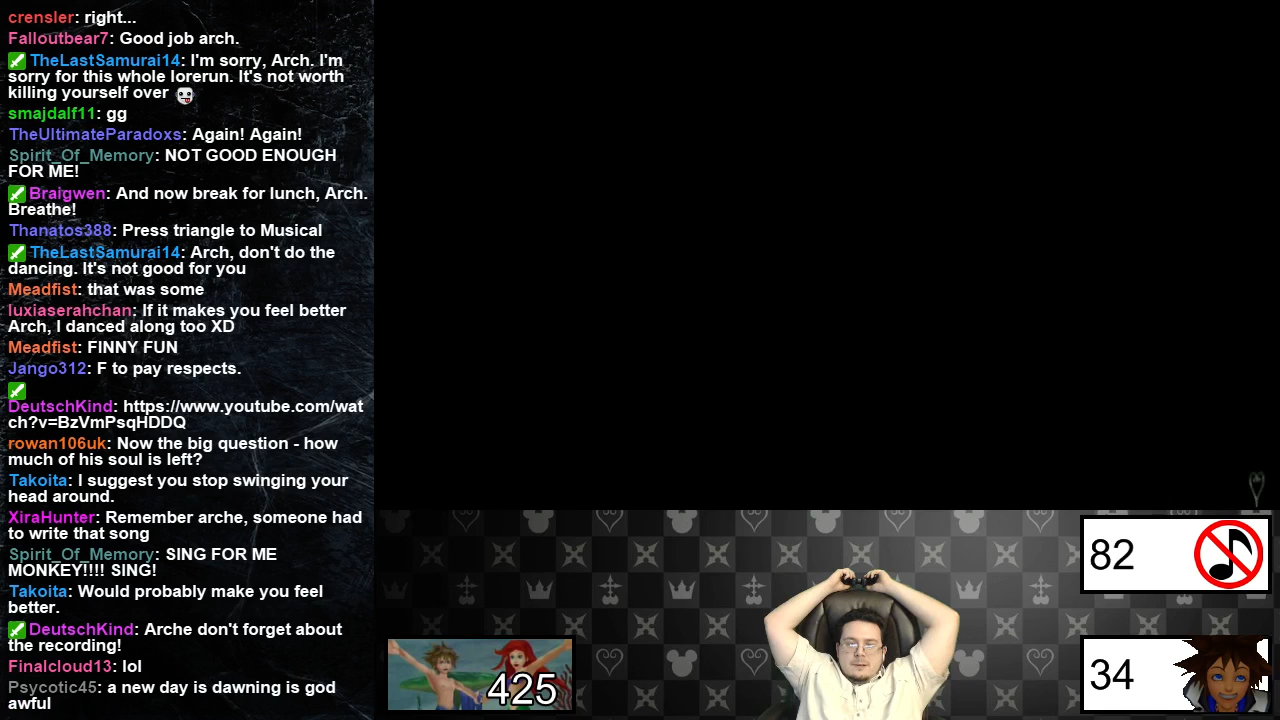 crensler: right...
Falloutbear7: Good job arch.
TheLastSamurai14: I'm sorry, Arch. I'm
sorry for this whole lorerun. It's not worth
killing yourself over
smajdalf11: gg
TheUltimateParadoxs: Again! Again!
Spirit_Of_Memory: NOT GOOD ENOUGH
FOR ME!
Braigwen: And now break for lunch, Arch.
Breathe!
Thanatos388: Press triangle to Musical
TheLastSamurai14: Arch, don't do the
dancing. It's not good for you
Meadfist: that was some
luxiaserahchan: If it makes you feel better
Arch, I danced along too XD
Meadfist: FINNY FUN
Jango312: F to pay respects.
DeutschKind: https://www.youtube.com/wat
ch?v=BzVmPsqHDDQ
rowan106uk: Now the big question - how
much of his soul is left?
Takoita: I suggest you stop swinging your
head around.
XiraHunter: Remember arche, someone had
to write that song
Spirit_Of_Memory: SING FOR ME
MONKEY!!!! SING!
Takoita: Would probably make you feel
better.
DeutschKind: Arche don't forget about
the recording!
Finalcloud13: lol
Psycotic45: a new day is dawning is god
awful
82
425
34